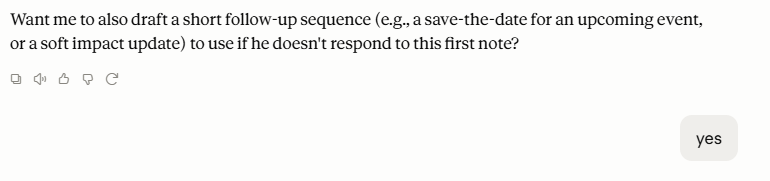 Want me to also draft a short follow-up sequence (e.g., a save-the-date for an upcoming event,
or a soft impact update) to use if he doesn't respond to this first note?
yes